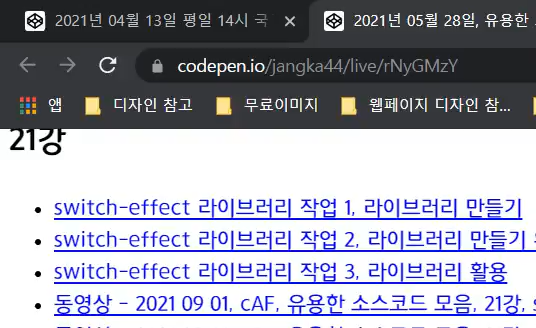 2021년 04월 13일 평일 14시 국
2021년 05월 28일, 유용한
codepen.io/jangka44/live/rNyGMzY
앱
디자인 참고
무료이미지
웹페이지 디자인 참...
21강
switch-effect 라이브러리 작업 1, 라이브러리 만들기
switch-effect 라이브러리 작업 2, 라이브러리 만들기
switch-effect 라이브러리 작업 3, 라이브러리 활용
동영상 - 2021 09 01, cAF, 유용한 소스코드 모음, 21강, s